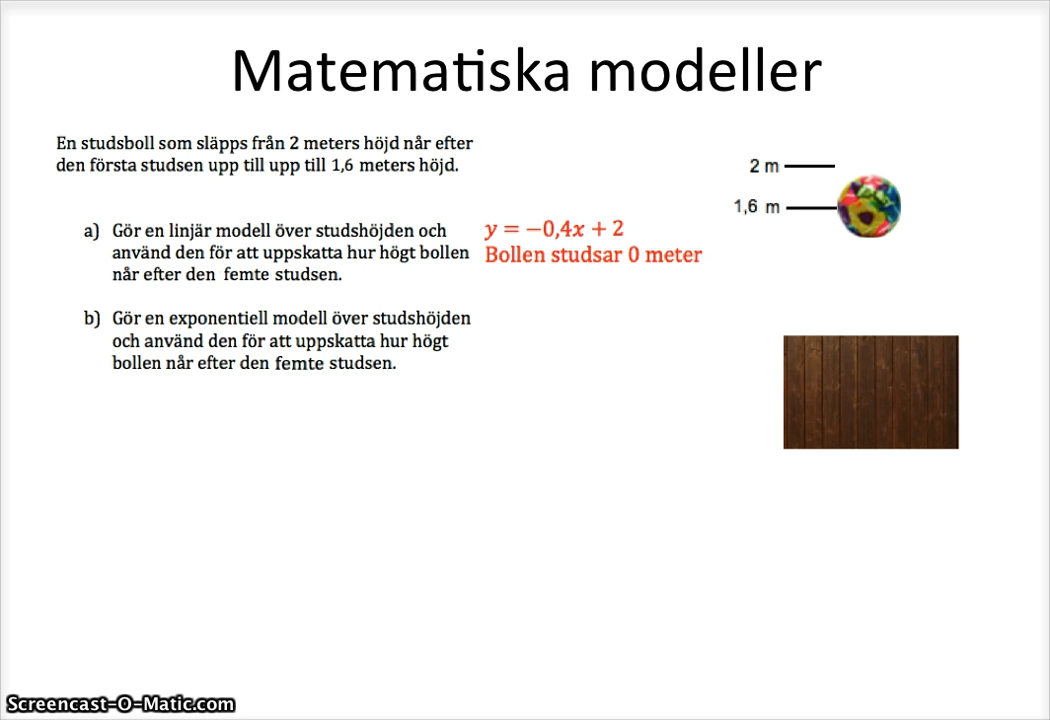 Matematiska modeller
En studsboll som släpps från 2 meters höjd når efter
den första studsen upp till upp till 1,6 meters höjd.
2 m
1,6 m
a) Gör en linjär modell över studshöjden och
använd den för att uppskatta hur högt bollen
når efter den femte studsen.
y = −0,4x + 2
Bollen studsar 0 meter
b) Gör en exponentiell modell över studshöjden
och använd den för att uppskatta hur högt
bollen når efter den femte studsen.
Screencast-O-Matic.com